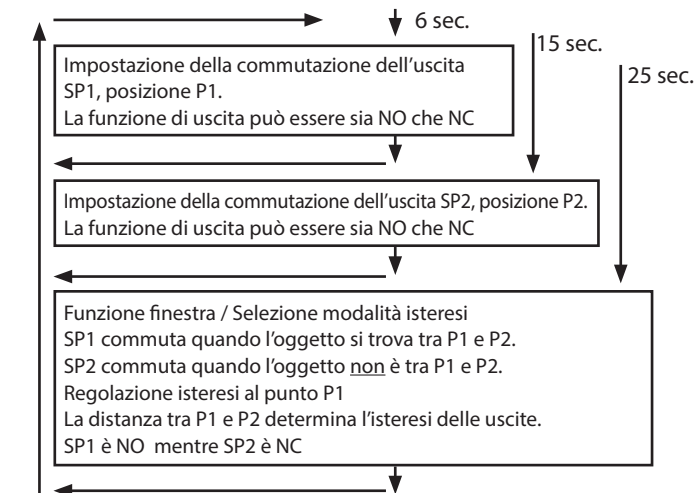 6 sec.
15 sec.
25 sec.
Impostazione della commutazione dell'uscita
SP1, posizione P1.
La funzione di uscita può essere sia NO che NC
Impostazione della commutazione dell'uscita SP2, posizione P2.
La funzione di uscita può essere sia NO che NC
Funzione finestra / Selezione modalità isteresi
SP1 commuta quando l'oggetto si trova tra P1 e P2.
SP2 commuta quando l'oggetto non è tra P1 e P2.
Regolazione isteresi al punto P1
La distanza tra P1 e P2 determina l'isteresi delle uscite.
SP1 è NO mentre SP2 è NC